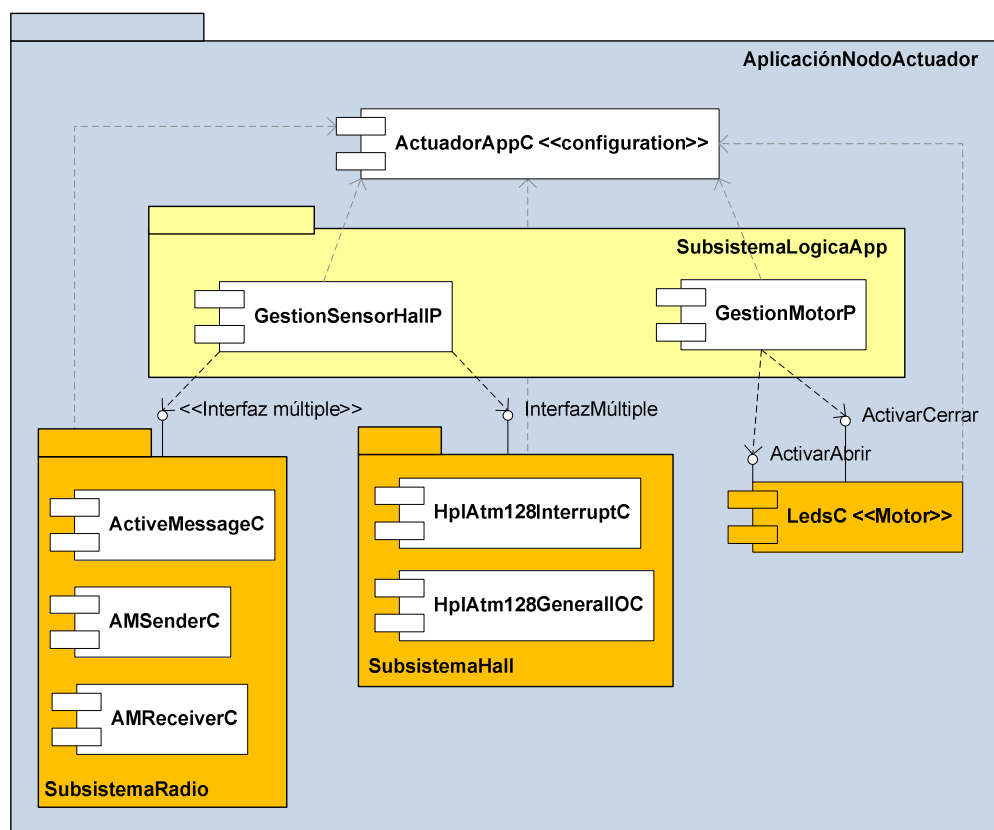 AplicaciónNodoActuador
ActuadorAppC <<configuration>>
SubsistemaLogicaApp
GestionSensorHallP
GestionMotorP
<<Interfaz múltiple>>
InterfazMúltiple
ActivarCerrar
ActivarAbrir
ActiveMessageC
AMSenderC
AMReceiverC
SubsistemaRadio
HplAtm128InterruptC
HplAtm128GeneralIOC
SubsistemaHall
LedsC <<Motor>>